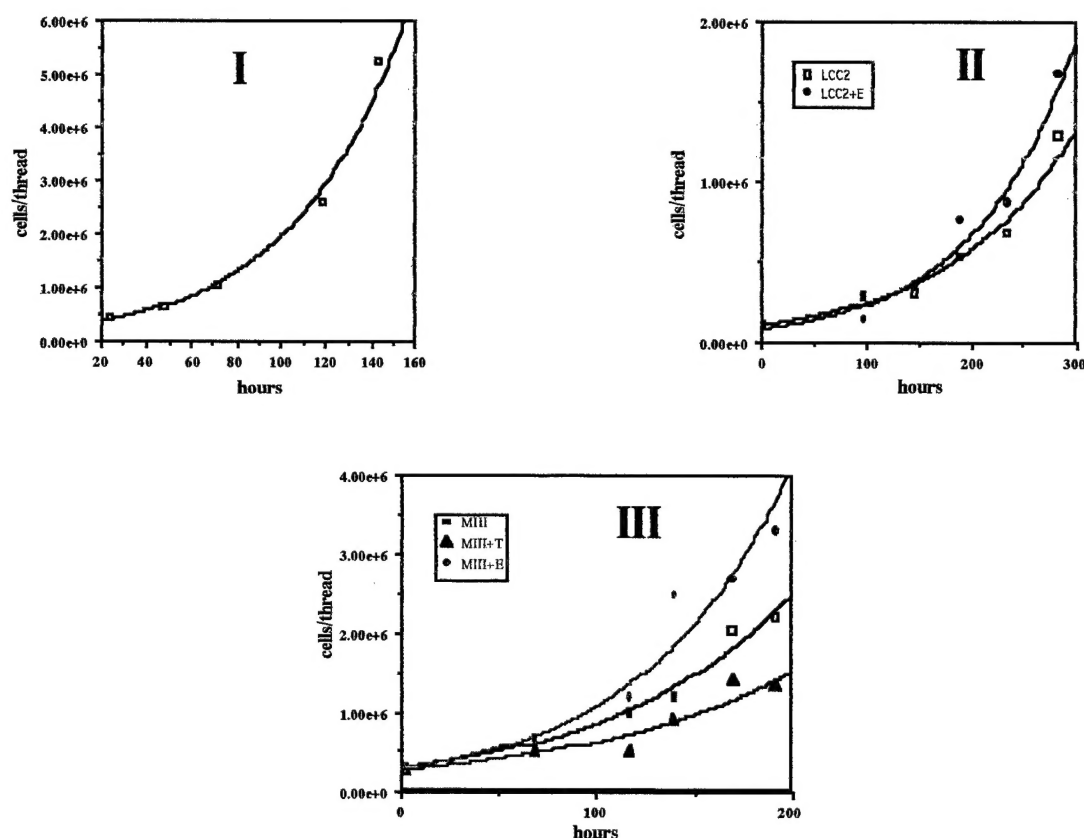 I
6.00e+6
5.00e+6
4.00e+6
3.00e+6
2.00e+6
1.00e+6
0.00e+0
cells/thread
20 40 60 80 100 120 140 160
hours
II
LCC2
LCC2+E
2.00e+6
1.00e+6
0.00e+0
cells/thread
0 100 200 300
hours
III
MIII
MIII+T
MIII+E
4.00e+6
3.00e+6
2.00e+6
1.00e+6
0.00e+0
cells/thread
0 100 200
hours